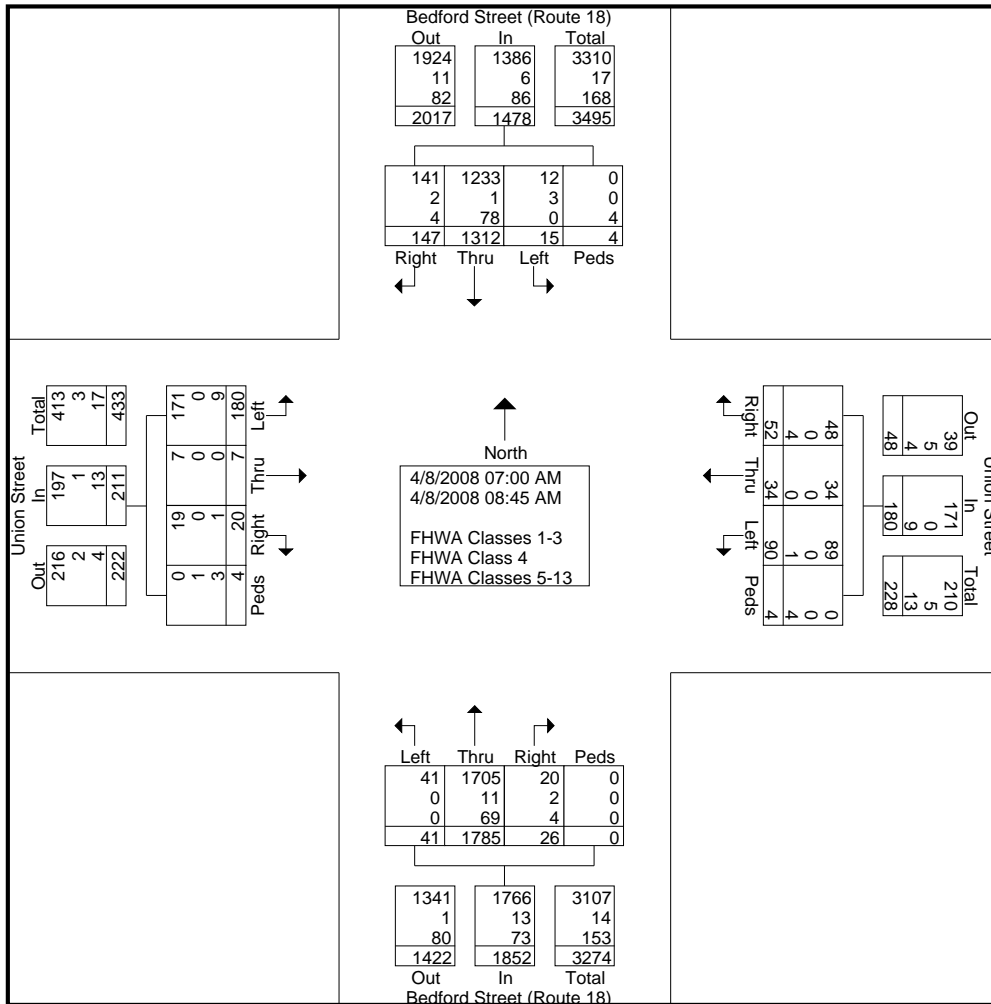 Bedford Street (Route 18)
Out In Total
1924 1386 3310
11 6 17
82 86 168
2017 1478 3495
141 1233 12 0
2 1 3 0
4 78 0 4
147 1312 15 4
Right Thru Left Peds
Union Street
Total In Out
413 197 216
3 1 2
17 13 4
433 211 222
171 7 19 0
0 0 0 1
9 0 1 3
180 7 20 4
Left Thru Right Peds
North
4/8/2008 07:00 AM
4/8/2008 08:45 AM
FHWA Classes 1-3
FHWA Class 4
FHWA Classes 5-13
Right Thru Left Peds
48 34 89 0
0 0 0 0
4 0 1 4
52 34 90 4
Union Street
Out In Total
39 171 210
5 0 5
4 9 13
48 180 228
Left Thru Right Peds
41 1705 20 0
0 11 2 0
0 69 4 0
41 1785 26 0
1341 1766 3107
1 13 14
80 73 153
1422 1852 3274
Out In Total
Bedford Street (Route 18)